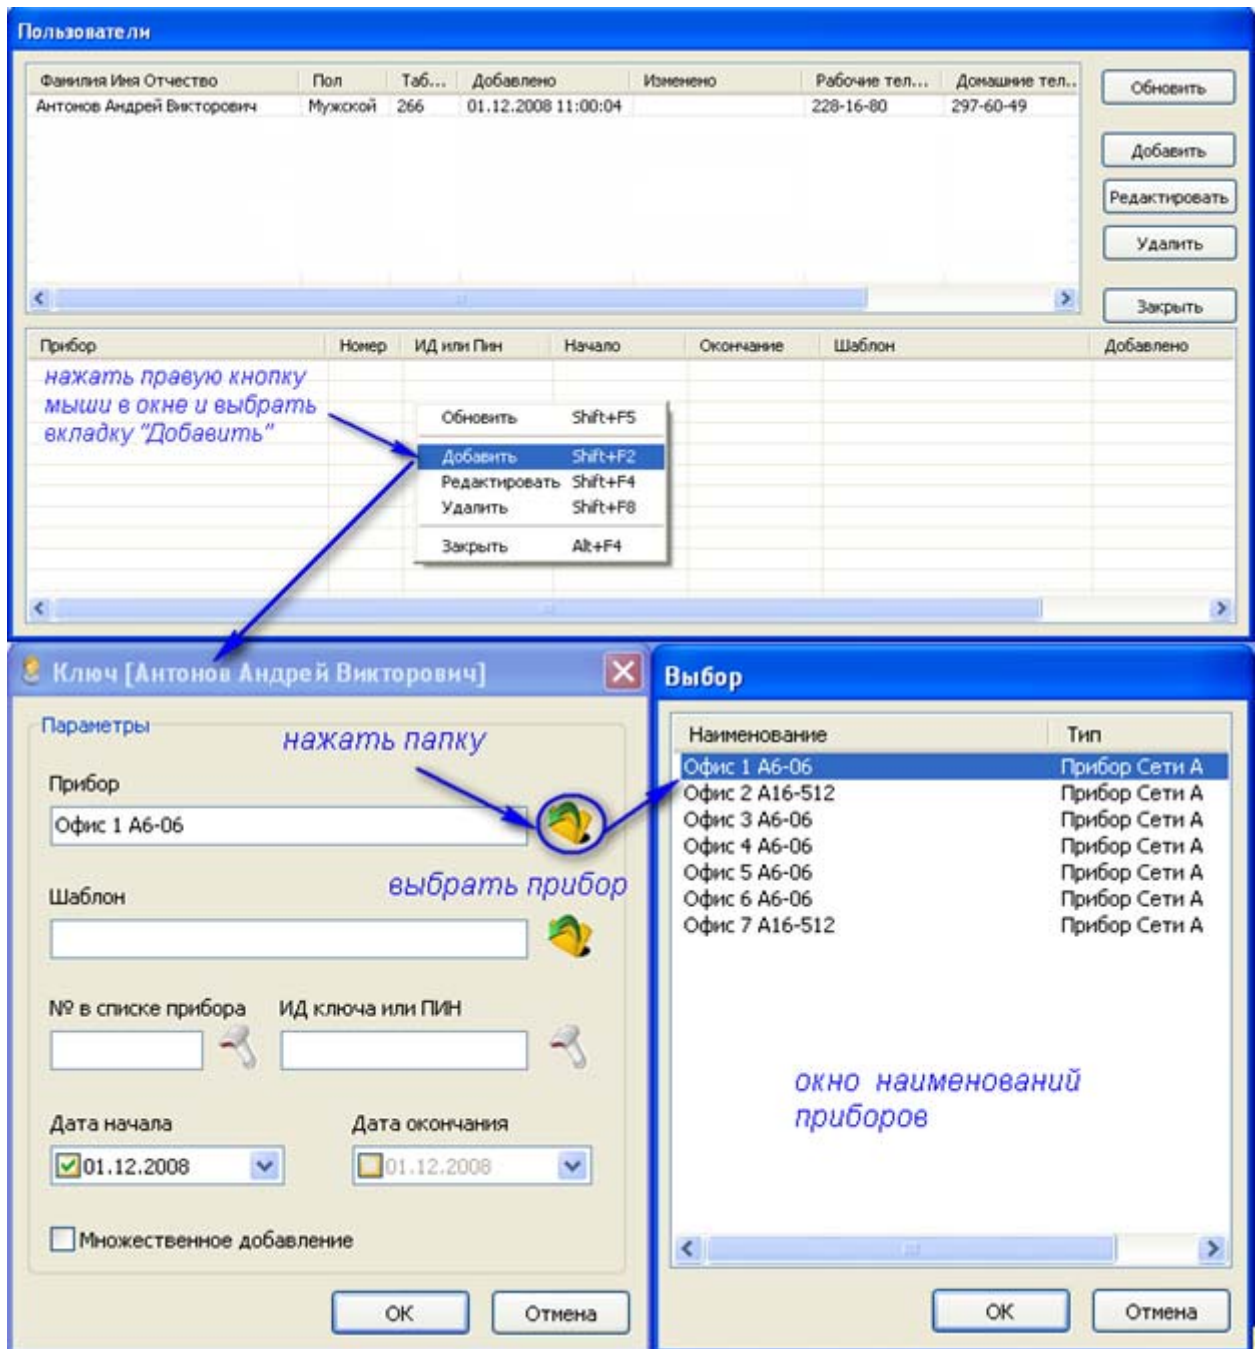 Пользователи
Фамилия Имя Отчество Пол Таб... Добавлено Изменено Рабочие тел... Домашние тел...
Антонов Андрей Викторович Мужской 266 01.12.2008 11:00:04 228-16-80 297-60-49
Обновить
Добавить
Редактировать
Удалить
Закрыть
Прибор Номер ИД или Пин Начало Окончание Шаблон Добавлено
нажать правую кнопку
мыши в окне и выбрать
вкладку "Добавить"
Обновить Shift+F5
Добавить Shift+F2
Редактировать Shift+F4
Удалить Shift+F8
Закрыть Alt+F4
Ключ [Антонов Андрей Викторович]
Параметры
нажать папку
Прибор
Офис 1 А6-06
выбрать прибор
Шаблон
№ в списке прибора ИД ключа или ПИН
Дата начала Дата окончания
01.12.2008 01.12.2008
Множественное добавление
OK Отмена
Выбор
Наименование Тип
Офис 1 А6-06 Прибор Сети А
Офис 2 А16-512 Прибор Сети А
Офис 3 А6-06 Прибор Сети А
Офис 4 А6-06 Прибор Сети А
Офис 5 А6-06 Прибор Сети А
Офис 6 А6-06 Прибор Сети А
Офис 7 А16-512 Прибор Сети А
окно наименований
приборов
OK Отмена